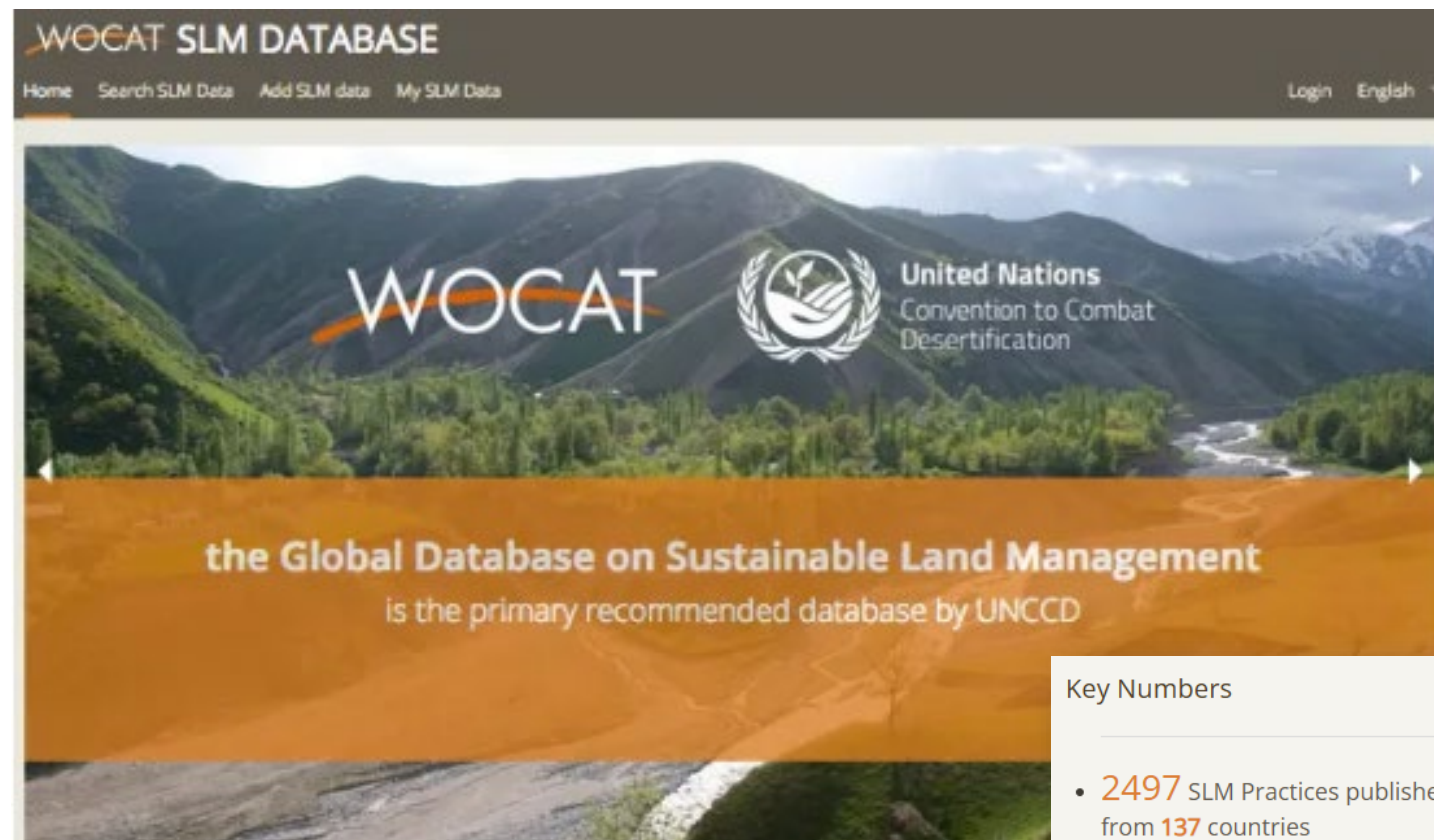 WOCAT SLM DATABASE
Home Search SLM Data Add SLM data My SLM Data Login English
WOCAT
United Nations
Convention to Combat
Desertification
the Global Database on Sustainable Land Management
is the primary recommended database by UNCCD
Key Numbers
• 2497 SLM Practices publishe
from 137 countries